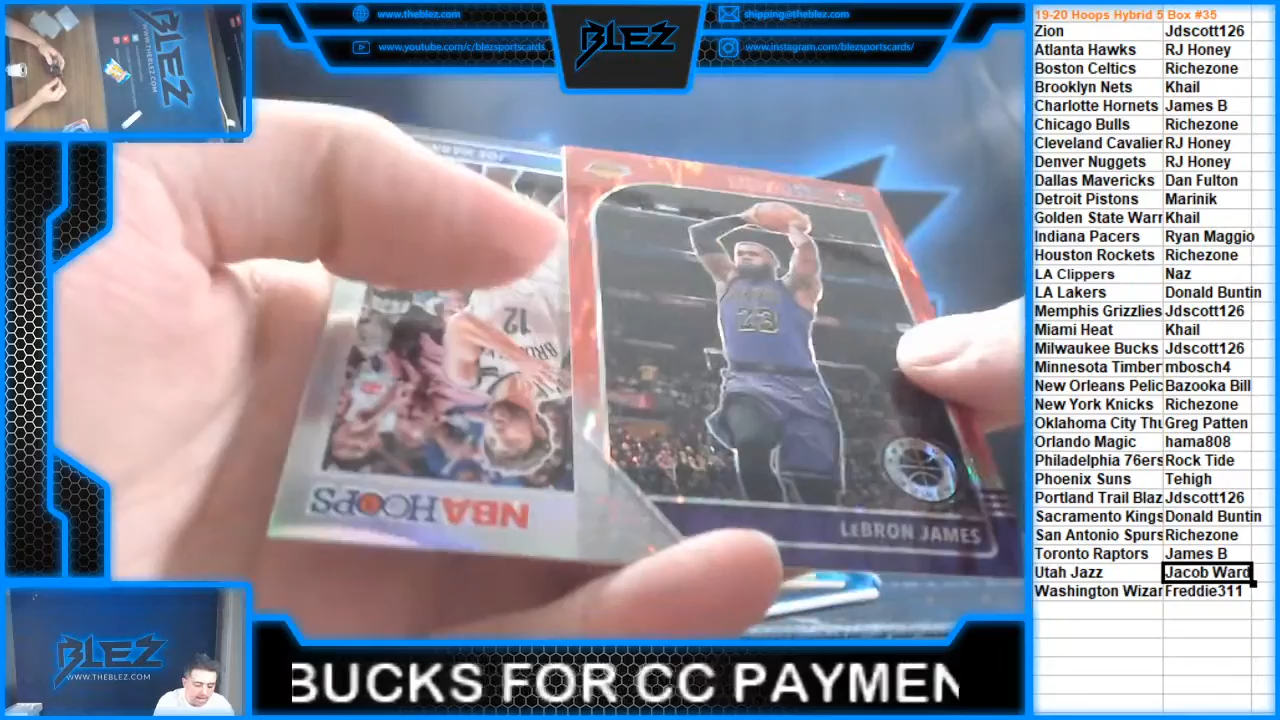 www.theblez.com
shipping@theblez.com
www.youtube.com/c/blezsportscards
www.instagram.com/blezsportscards/
BLEZ
BLEZ
WWW.THEBLEZ.COM
NBA HOOPS
12
23
LeBRON JAMES
BLEZ
WWW.THEBLEZ.COM
BUCKS FOR CC PAYMEN
19-20 Hoops Hybrid 5 Box #35
Zion Jdscott126
Atlanta Hawks RJ Honey
Boston Celtics Richezone
Brooklyn Nets Khail
Charlotte Hornets James B
Chicago Bulls Richezone
Cleveland Cavalier RJ Honey
Denver Nuggets RJ Honey
Dallas Mavericks Dan Fulton
Detroit Pistons Marinik
Golden State Warr Khail
Indiana Pacers Ryan Maggio
Houston Rockets Richezone
LA Clippers Naz
LA Lakers Donald Buntin
Memphis Grizzlies Jdscott126
Miami Heat Khail
Milwaukee Bucks Jdscott126
Minnesota Timber mbosch4
New Orleans Pelic Bazooka Bill
New York Knicks Richezone
Oklahoma City Thu Greg Patten
Orlando Magic hama808
Philadelphia 76ers Rock Tide
Phoenix Suns Tehigh
Portland Trail Blaz Jdscott126
Sacramento Kings Donald Buntin
San Antonio Spurs Richezone
Toronto Raptors James B
Utah Jazz Jacob Ward
Washington Wizar Freddie311